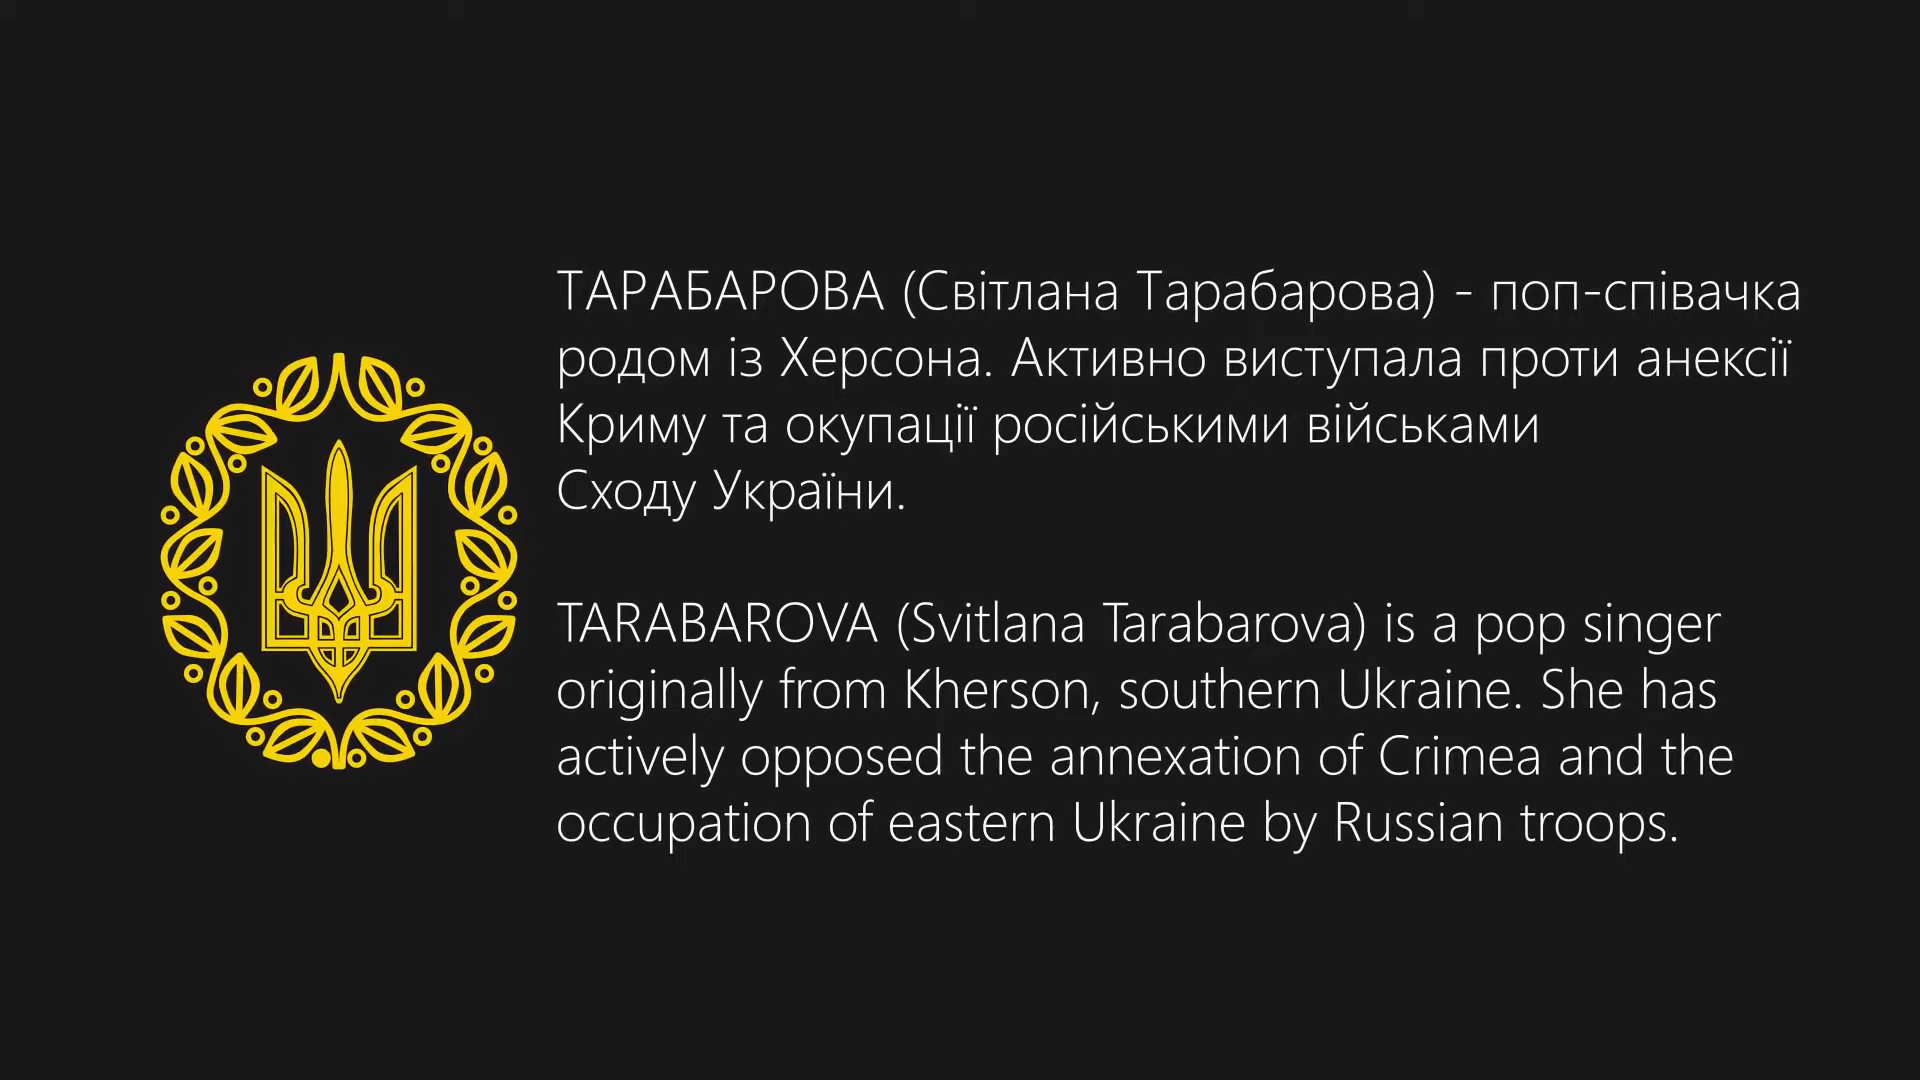 ТАРАБАРОВА (Світлана Тарабарова) - поп-співачка
родом із Херсона. Активно виступала проти анексії
Криму та окупації російськими військами
Сходу України.
TARABAROVA (Svitlana Tarabarova) is a pop singer
originally from Kherson, southern Ukraine. She has
actively opposed the annexation of Crimea and the
occupation of eastern Ukraine by Russian troops.